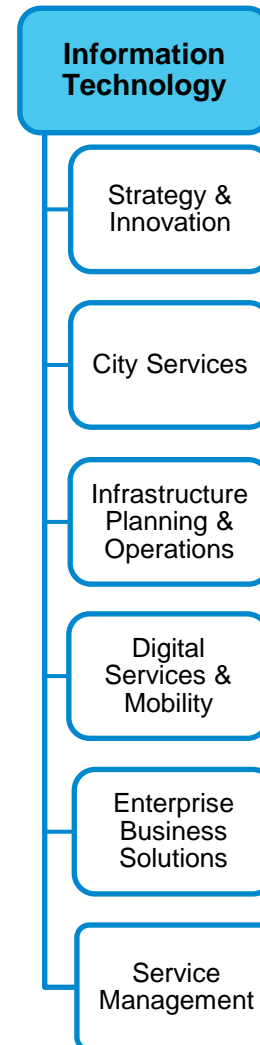 Information
Technology
Strategy &
Innovation
City Services
Infrastructure
Planning &
Operations
Digital
Services &
Mobility
Enterprise
Business
Solutions
Service
Management